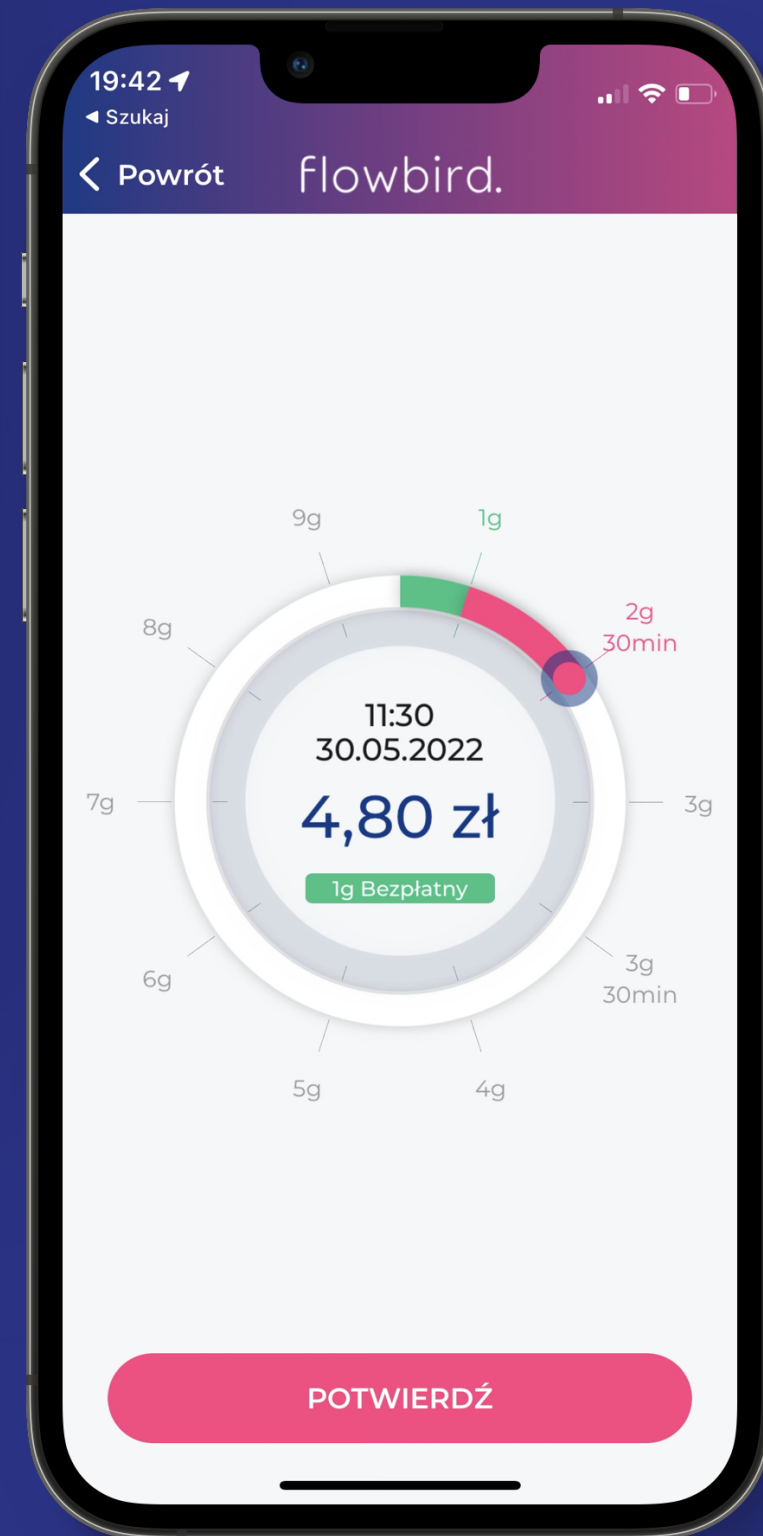 19:42
◀ Szukaj
Powrót
flowbird.
9g
1g
8g
2g
30min
11:30
30.05.2022
4,80 zł
1g Bezpłatny
7g
3g
6g
3g
30min
5g
4g
POTWIERDŹ